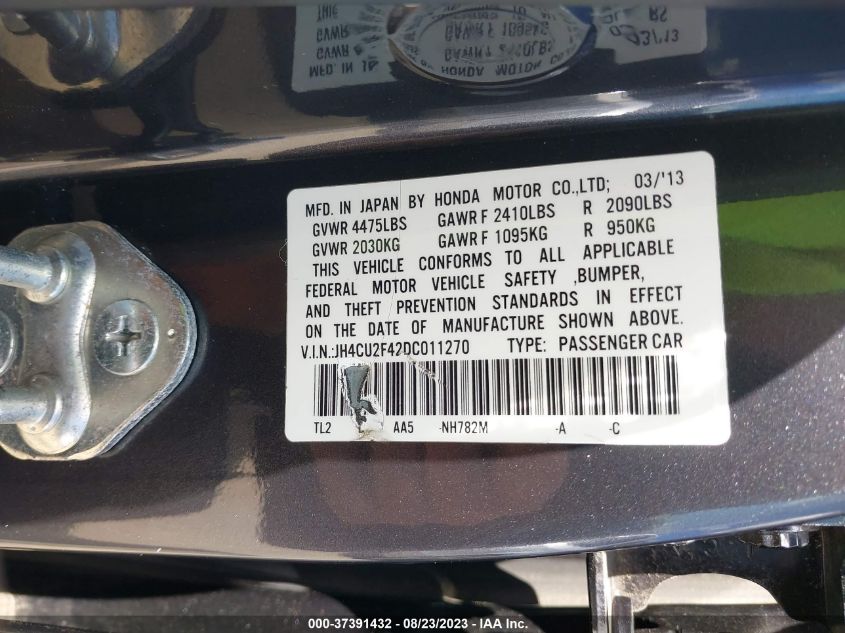 MFD. IN JAPAN BY HONDA MOTOR CO.,LTD; 03/'13
GVWR 4475LBS GAWR F 2410LBS R 2090LBS
GVWR 2030KG GAWR F 1095KG R 950KG
THIS VEHICLE CONFORMS TO ALL APPLICABLE
FEDERAL MOTOR VEHICLE SAFETY ,BUMPER,
AND THEFT PREVENTION STANDARDS IN EFFECT
ON THE DATE OF MANUFACTURE SHOWN ABOVE.
V.I.N.:JH4CU2F42DC011270 TYPE: PASSENGER CAR
TL2 AA5 -NH782M -A -C
000-37391432 - 08/23/2023 - IAA Inc.